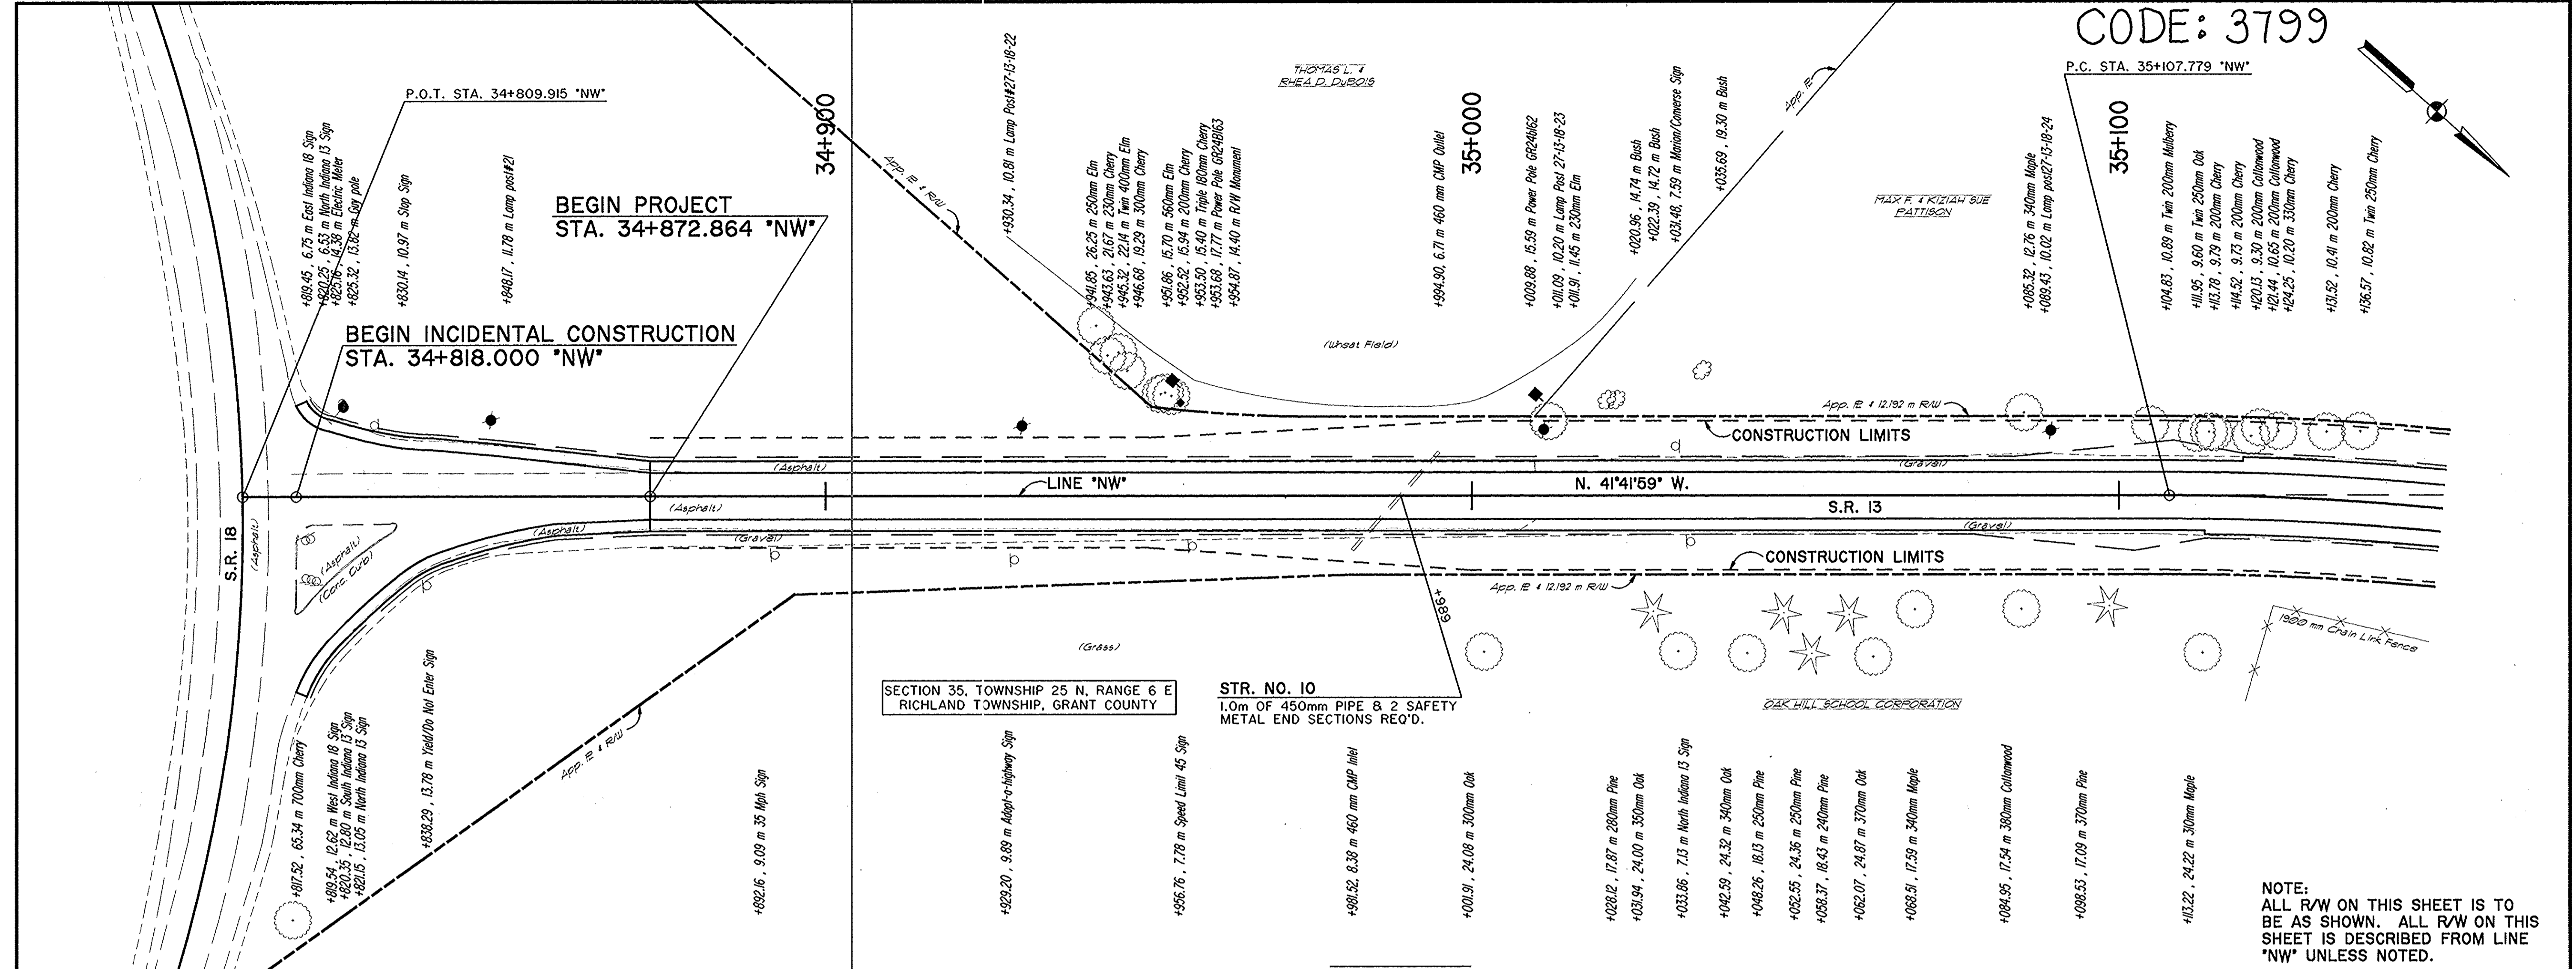 CODE: 3799
P.O.T. STA. 34+809.915 "NW"
P.C. STA. 35+107.779 "NW"
THOMAS L. &
RHEA D. DuBOIS
App. ℄ & R/W
App. ℄
34+900
35+000
35+100
+819.45 , 6.75 m East Indiana 18 Sign
+820.25 , 6.53 m North Indiana 13 Sign
+825.16 , 14.38 m Electric Meter
+825.32 , 13.82 m Guy pole
+830.14 , 10.97 m Stop Sign
+848.17 , 11.78 m Lamp post#21
+930.34 , 10.81 m Lamp Post#27-13-18-22
+941.85 , 26.25 m 250mm Elm
+943.63 , 21.67 m 230mm Cherry
+945.32 , 22.14 m Twin 400mm Elm
+946.68 , 19.29 m 300mm Cherry
+951.86 , 15.70 m 560mm Elm
+952.52 , 15.94 m 200mm Cherry
+953.50 , 15.40 m Triple 180mm Cherry
+953.68 , 17.77 m Power Pole GR24B163
+954.87 , 14.40 m R/W Monument
+994.90, 6.71 m 460 mm CMP Outlet
+009.88 , 15.59 m Power Pole GR24b162
+011.09 , 10.20 m Lamp Post 27-13-18-23
+011.91 , 11.45 m 230mm Elm
+020.96 , 14.74 m Bush
+022.39 , 14.72 m Bush
+031.48, 7.59 m Marion/Converse Sign
+035.69 , 19.30 m Bush
MAX F. & KIZIAH SUE
PATTISON
+085.32 , 12.76 m 340mm Maple
+089.43 , 10.02 m Lamp post27-13-18-24
+104.83 , 10.89 m Twin 200mm Mulberry
+111.95 , 9.60 m Twin 250mm Oak
+113.78 , 9.79 m 200mm Cherry
+114.52 , 9.73 m 200mm Cherry
+120.13 , 9.30 m 200mm Cottonwood
+121.44 , 10.65 m 200mm Cottonwood
+124.25 , 10.20 m 330mm Cherry
+131.52 , 10.41 m 200mm Cherry
+136.57 , 10.82 m Twin 250mm Cherry
BEGIN PROJECT
STA. 34+872.864 "NW"
BEGIN INCIDENTAL CONSTRUCTION
STA. 34+818.000 "NW"
(Wheat Field)
App. ℄ & 12.192 m R/W
CONSTRUCTION LIMITS
(Asphalt)
(Gravel)
LINE "NW"
N. 41°41'59" W.
(Asphalt)
S.R. 13
S.R. 18
(Asphalt)
(Asphalt)
(Conc. Curb)
(Asphalt)
(Gravel)
(Gravel)
CONSTRUCTION LIMITS
App. ℄ & 12.192 m R/W
+989
1900 mm Chain Link Fence
(Grass)
App. ℄ & R/W
SECTION 35, TOWNSHIP 25 N, RANGE 6 E
RICHLAND TOWNSHIP, GRANT COUNTY
STR. NO. 10
1.0m OF 450mm PIPE & 2 SAFETY
METAL END SECTIONS REQ'D.
OAK HILL SCHOOL CORPORATION
+817.52 , 65.34 m 700mm Cherry
+819.54 , 12.62 m West Indiana 18 Sign
+820.35 , 12.80 m South Indiana 13 Sign
+821.15 , 13.05 m North Indiana 13 Sign
+838.29 , 13.78 m Yield/Do Not Enter Sign
+892.16 , 9.09 m 35 Mph Sign
+929.20 , 9.89 m Adopt-a-highway Sign
+956.76 , 7.78 m Speed Limit 45 Sign
+981.52, 8.38 m 460 mm CMP Inlet
+001.91 , 24.08 m 300mm Oak
+028.12 , 17.87 m 280mm Pine
+031.94 , 24.00 m 350mm Oak
+033.86 , 7.13 m North Indiana 13 Sign
+042.59 , 24.32 m 340mm Oak
+048.26 , 18.13 m 250mm Pine
+052.55 , 24.36 m 250mm Pine
+058.37 , 18.43 m 240mm Pine
+062.07 , 24.87 m 370mm Oak
+068.51 , 17.59 m 340mm Maple
+084.95 , 17.54 m 380mm Cottonwood
+098.53 , 17.09 m 370mm Pine
+113.22 , 24.22 m 310mm Maple
NOTE:
ALL R/W ON THIS SHEET IS TO
BE AS SHOWN. ALL R/W ON THIS
SHEET IS DESCRIBED FROM LINE
"NW" UNLESS NOTED.